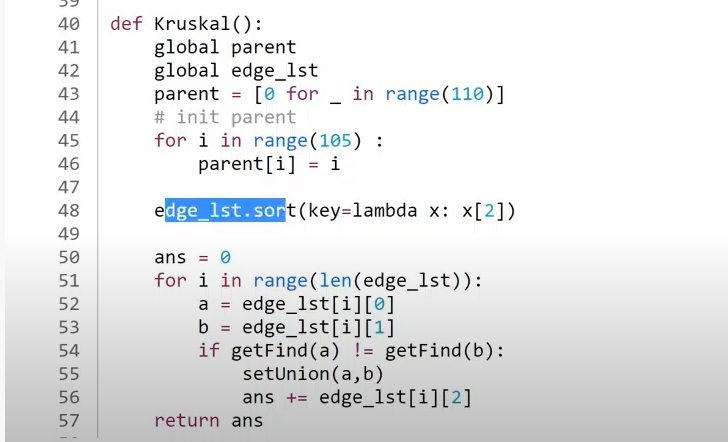 39
40 def Kruskal():
41     global parent
42     global edge_lst
43     parent = [0 for _ in range(110)]
44     # init parent
45     for i in range(105) :
46         parent[i] = i
47
48     edge_lst.sort(key=lambda x: x[2])
49
50     ans = 0
51     for i in range(len(edge_lst)):
52         a = edge_lst[i][0]
53         b = edge_lst[i][1]
54         if getFind(a) != getFind(b):
55             setUnion(a,b)
56             ans += edge_lst[i][2]
57     return ans